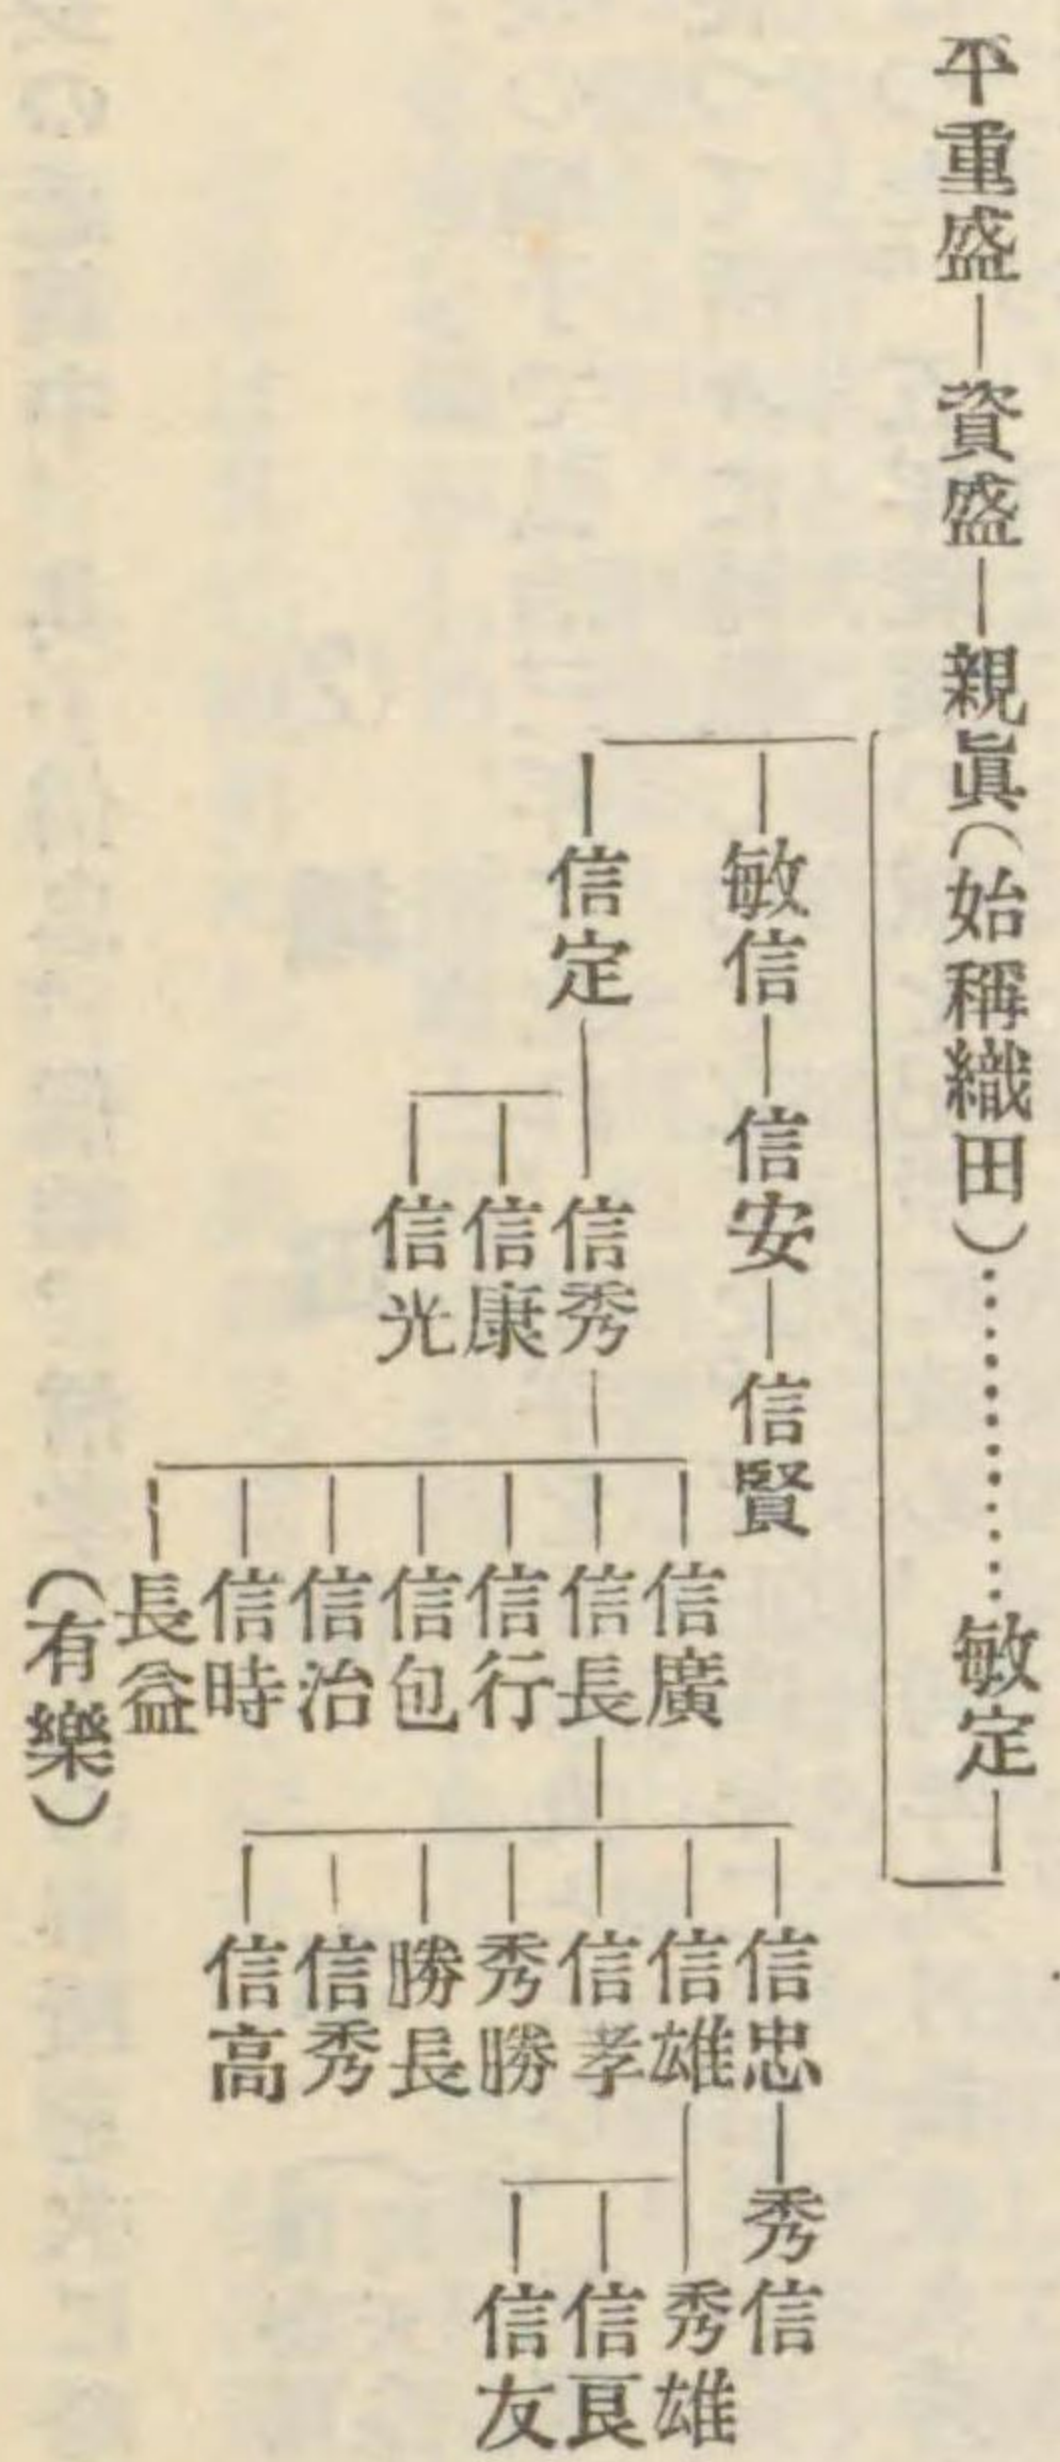 平重盛―資盛―親眞(始稱織田)…………敏定
敏信―信安―信賢
信定
信秀
信康
信光
信廣
信長
信行
信包
信治
信時
長益
(有樂)
信忠―秀信
信雄
信孝
秀勝
勝長
信秀
信高
秀雄
信良
信友